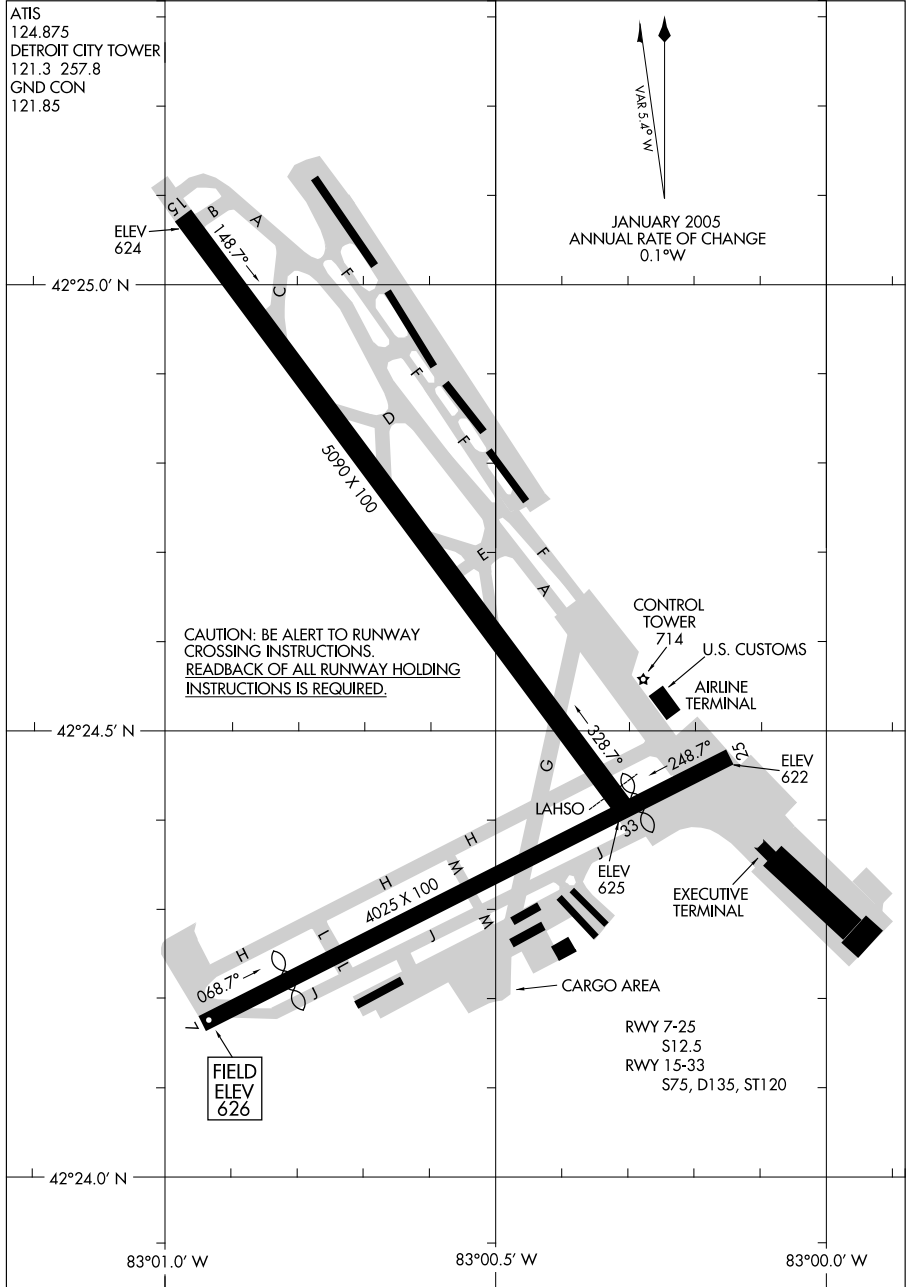 ATIS
124.875
DETROIT CITY TOWER
121.3 257.8
GND CON
121.85
VAR 5.4° W
JANUARY 2005
ANNUAL RATE OF CHANGE
0.1°W
15
B
A
ELEV
624
148.7°
C
F
42°25.0' N
F
D
F
5090 X 100
E
F
A
CONTROL
TOWER
714
U.S. CUSTOMS
AIRLINE
TERMINAL
CAUTION: BE ALERT TO RUNWAY
CROSSING INSTRUCTIONS.
READBACK OF ALL RUNWAY HOLDING
INSTRUCTIONS IS REQUIRED.
42°24.5' N
328.7°
248.7°
25
ELEV
622
G
LAHSO
33
H
J
ELEV
625
M
H
4025 X 100
EXECUTIVE
TERMINAL
M
J
L
H
L
068.7°
J
7
CARGO AREA
FIELD
ELEV
626
RWY 7-25
S12.5
RWY 15-33
S75, D135, ST120
42°24.0' N
83°01.0' W
83°00.5' W
83°00.0' W